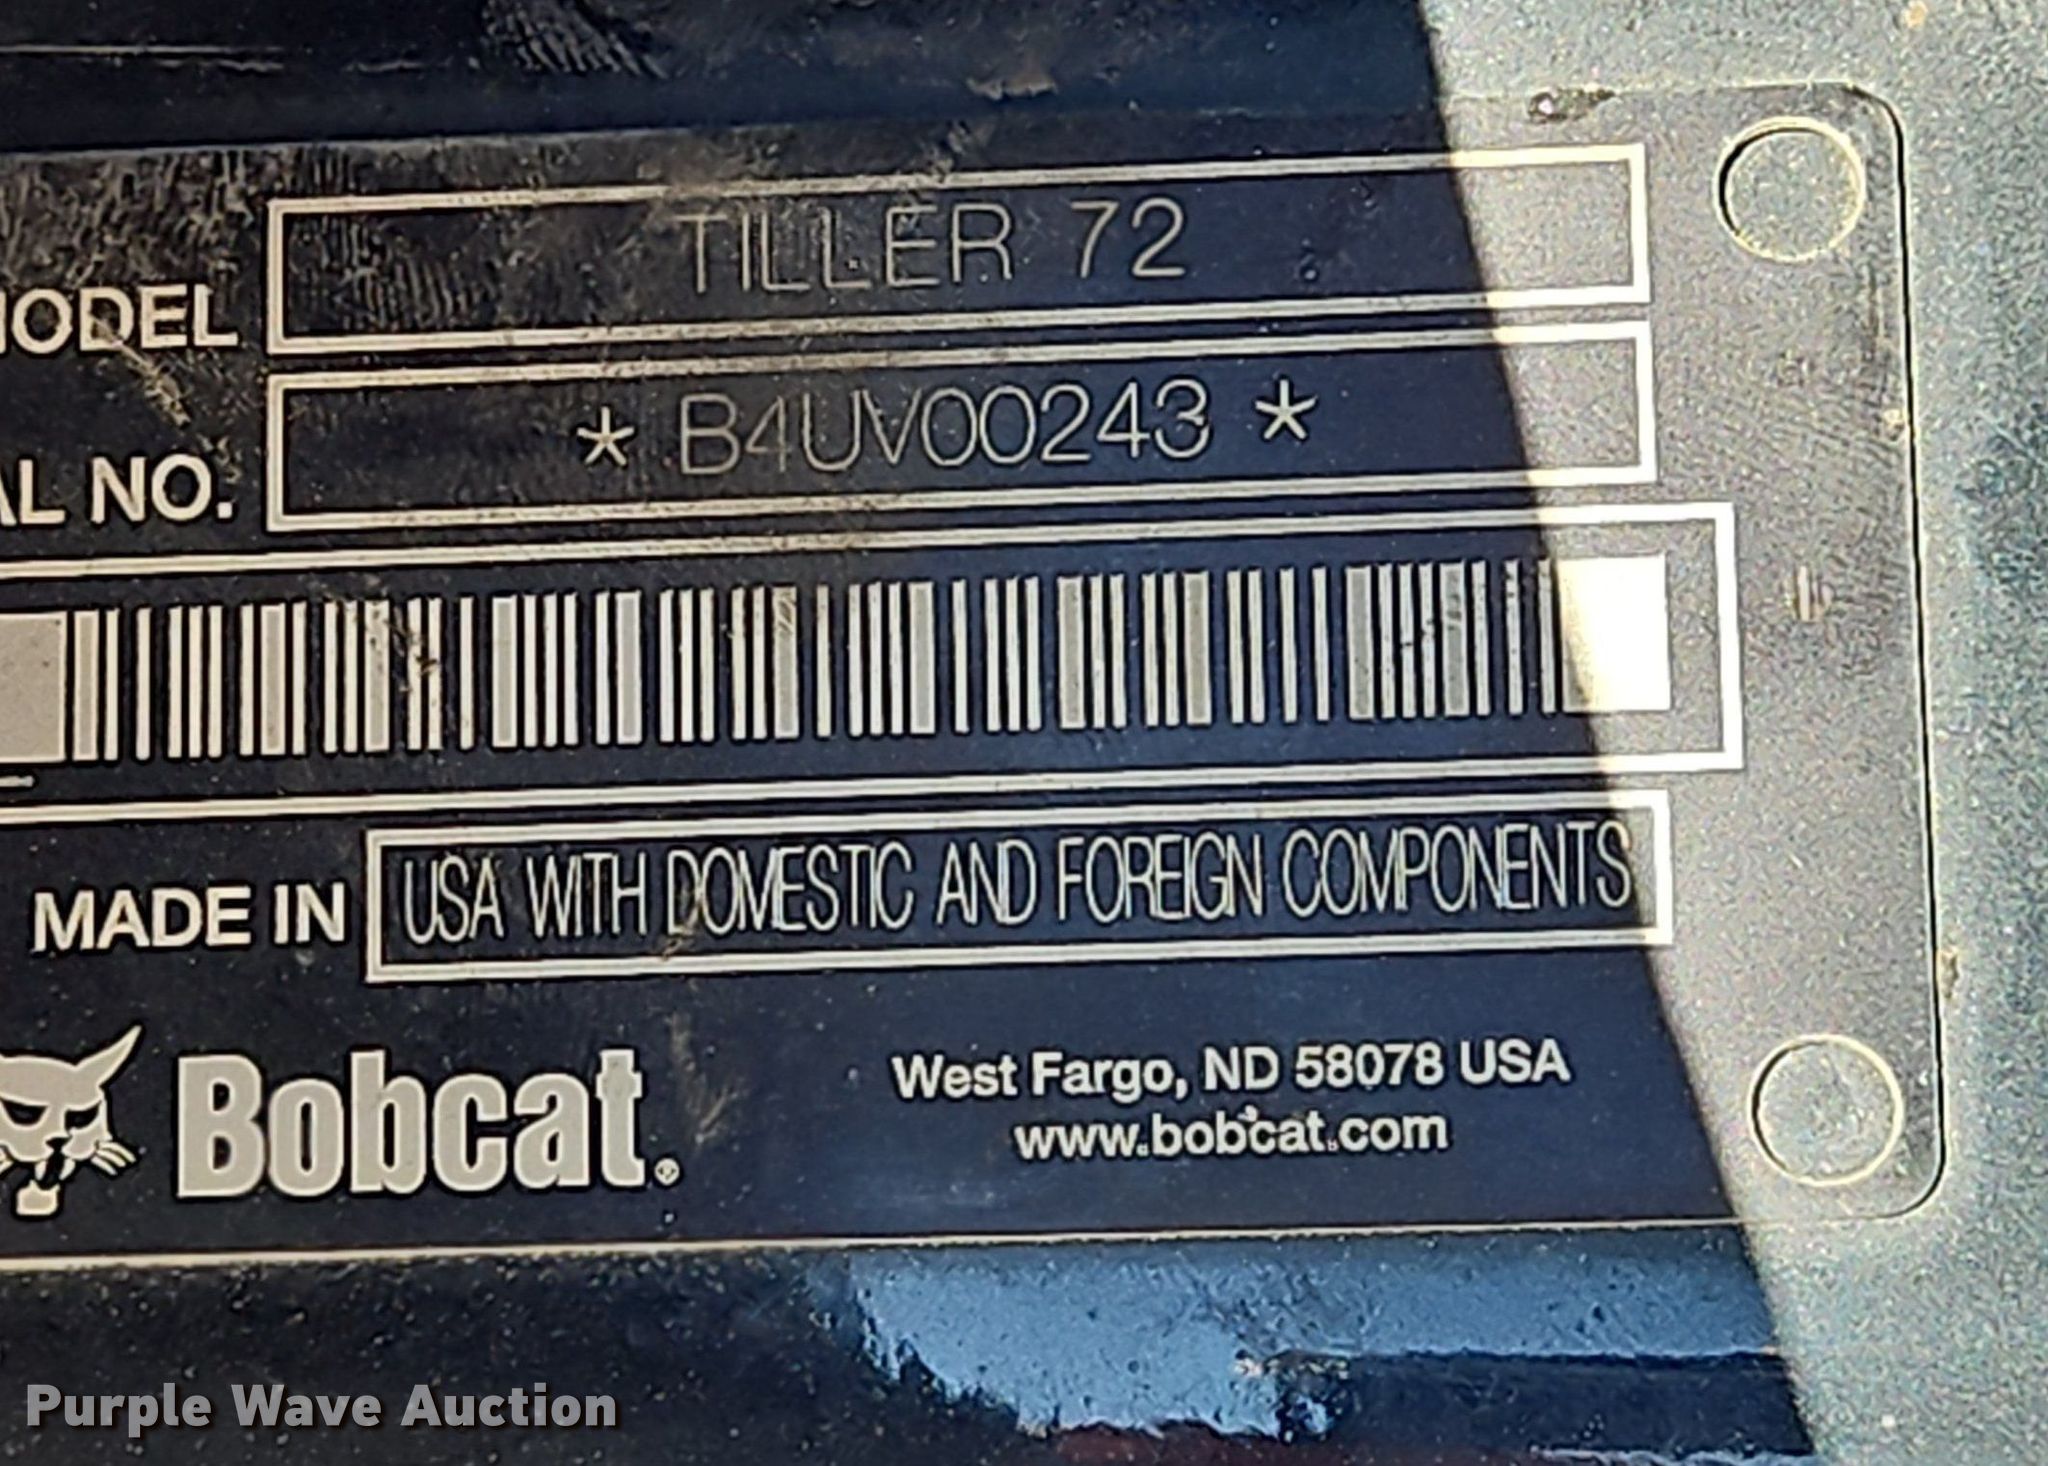 MODEL TILLER 72
AL NO. * B4UV00243 *
MADE IN USA WITH DOMESTIC AND FOREIGN COMPONENTS
Bobcat®
West Fargo, ND 58078 USA
www.bobcat.com
Purple Wave Auction